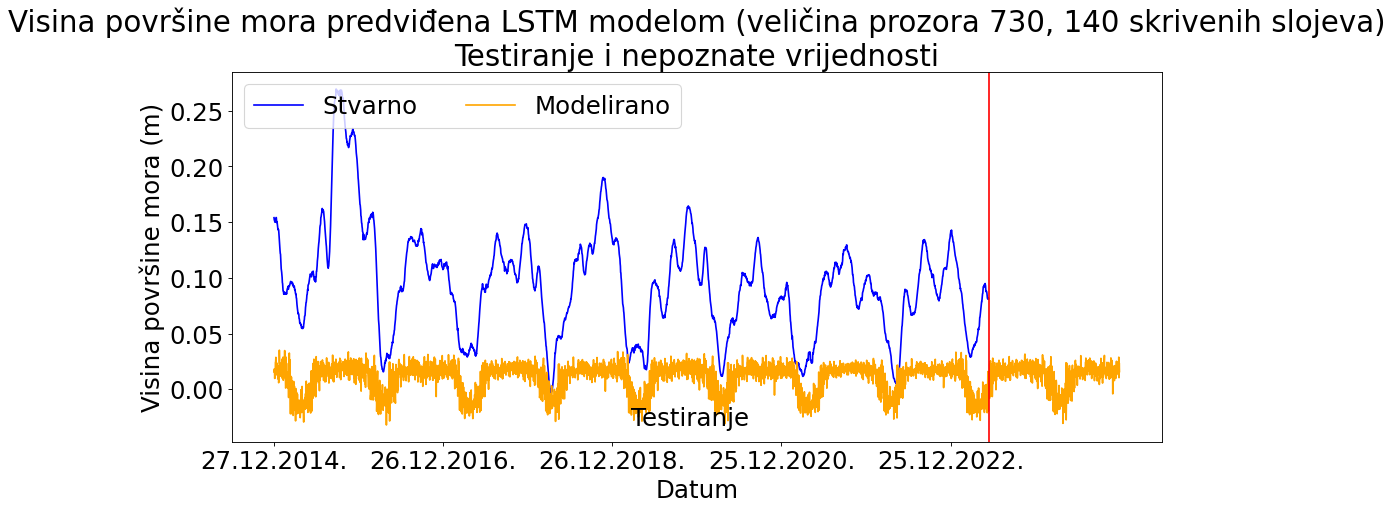 Visina površine mora predviđena LSTM modelom (veličina prozora 730, 140 skrivenih slojeva)
Testiranje i nepoznate vrijednosti
Stvarno
Modelirano
Visina površine mora (m)
0.25
0.20
0.15
0.10
0.05
0.00
Testiranje
27.12.2014.
26.12.2016.
26.12.2018.
25.12.2020.
25.12.2022.
Datum